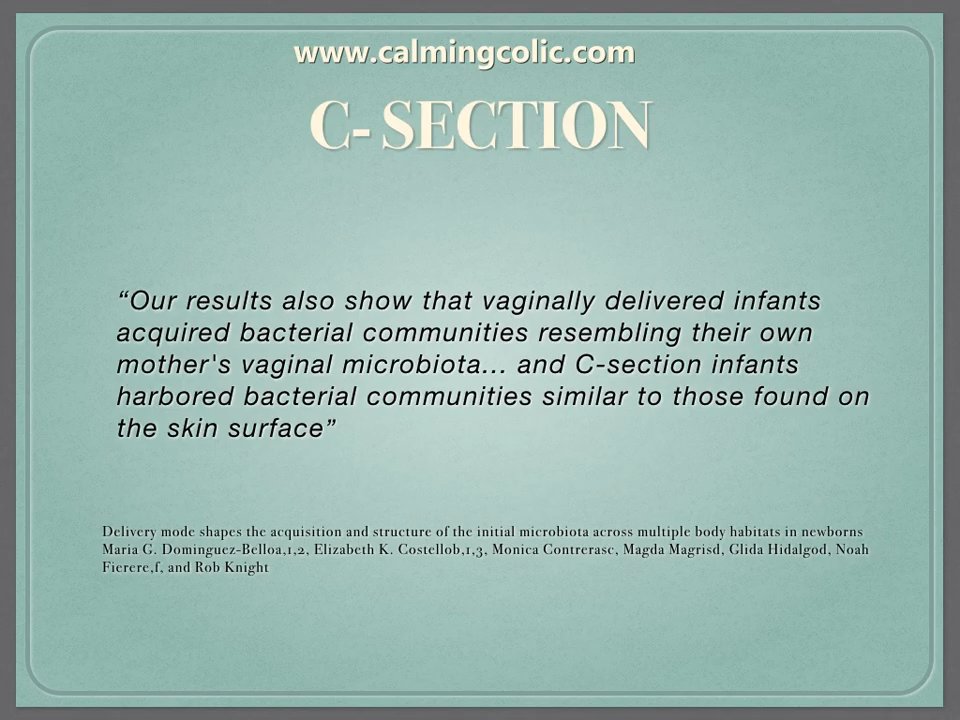 www.calmingcolic.com
C- SECTION
“Our results also show that vaginally delivered infants
acquired bacterial communities resembling their own
mother's vaginal microbiota... and C-section infants
harbored bacterial communities similar to those found on
the skin surface”
Delivery mode shapes the acquisition and structure of the initial microbiota across multiple body habitats in newborns
Maria G. Dominguez-Belloa,1,2, Elizabeth K. Costellob,1,3, Monica Contrerasc, Magda Magrisd, Glida Hidalgod, Noah
Fierere,f, and Rob Knight